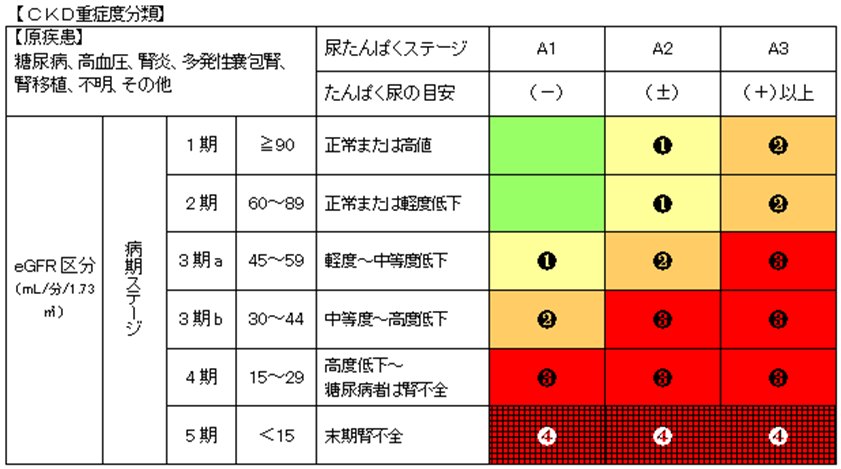 【CKD重症度分類】
【原疾患】
糖尿病、高血圧、腎炎、多発性嚢包腎、
腎移植、不明、その他
尿たんぱくステージ A1 A2 A3
たんぱく尿の目安 (−) (±) (+)以上
eGFR区分
(mL/分/1.73
㎡)
病期ステージ
1期 ≧90 正常または高値 ❶ ❷
2期 60～89 正常または軽度低下 ❶ ❷
3期a 45～59 軽度～中等度低下 ❶ ❷ ❸
3期b 30～44 中等度～高度低下 ❷ ❸ ❸
4期 15～29 高度低下～
糖尿病者は腎不全 ❸ ❸ ❸
5期 <15 末期腎不全 ④ ④ ④